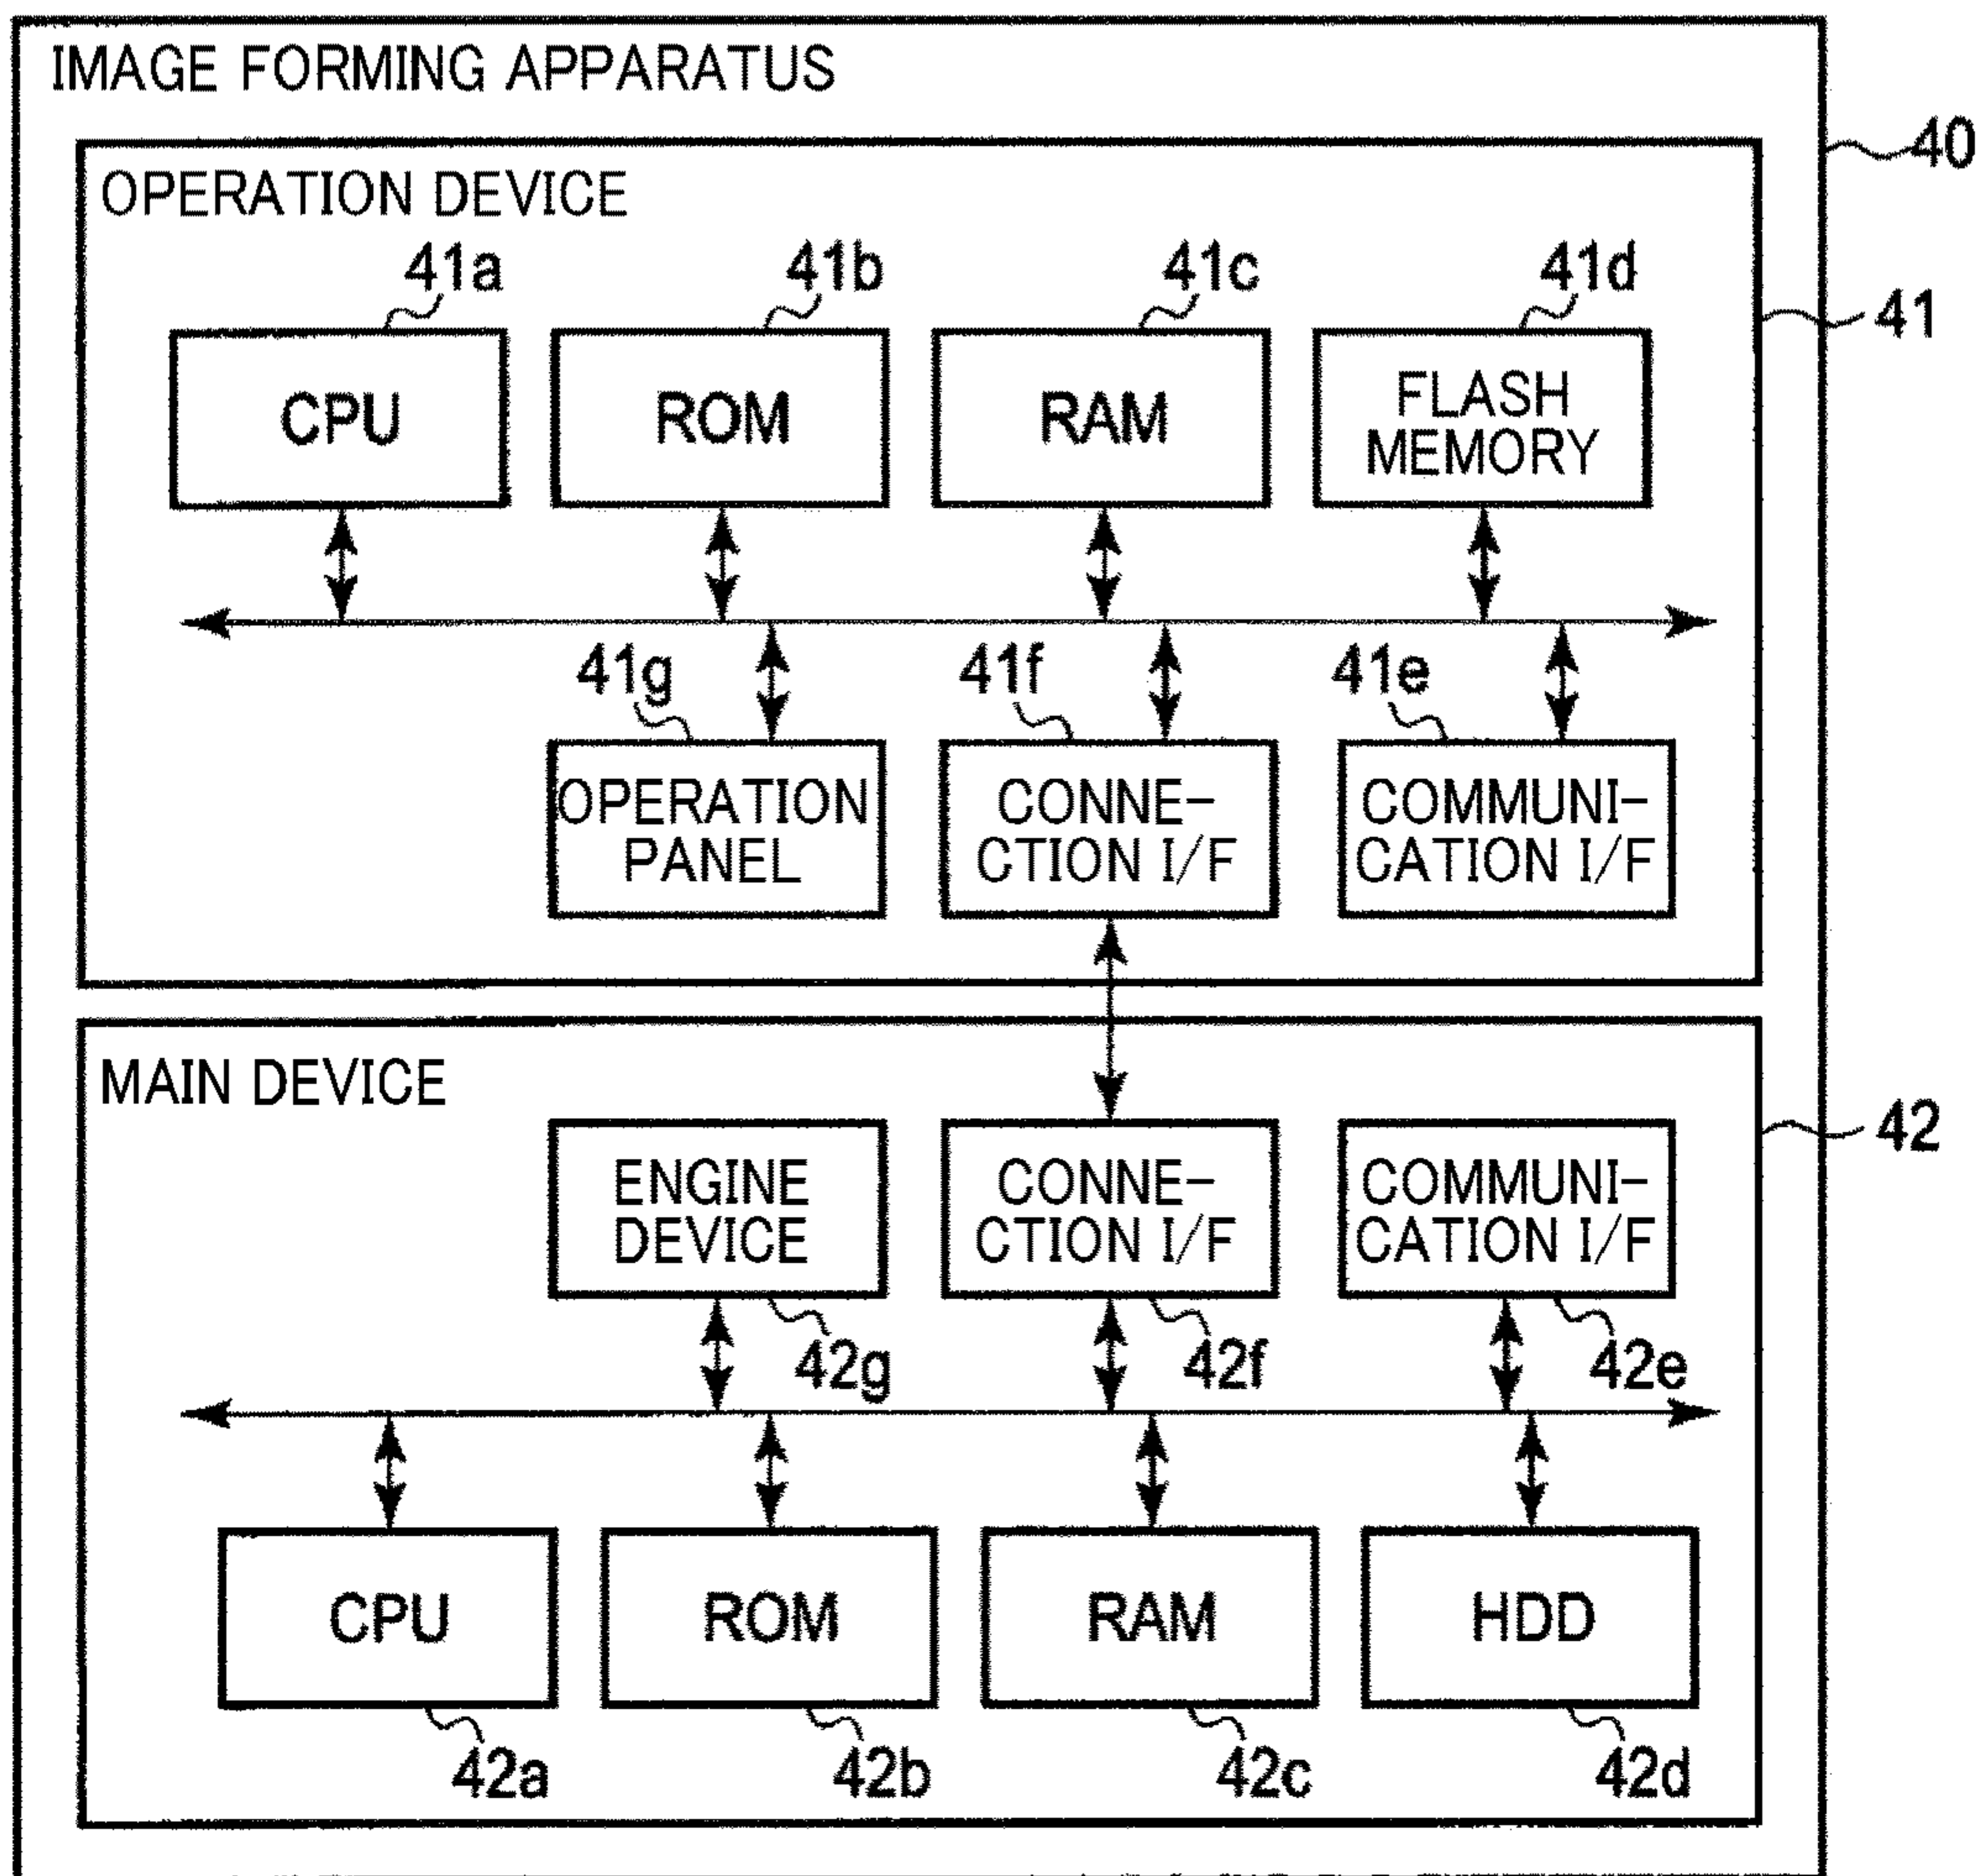 IMAGE FORMING APPARATUS
40
OPERATION DEVICE
41
41a
41b
41c
41d
CPU
ROM
RAM
FLASH
MEMORY
41g
41f
41e
OPERATION
PANEL
CONNE-
CTION I/F
COMMUNI-
CATION I/F
MAIN DEVICE
42
ENGINE
DEVICE
CONNE-
CTION I/F
COMMUNI-
CATION I/F
42g
42f
42e
CPU
ROM
RAM
HDD
42a
42b
42c
42d